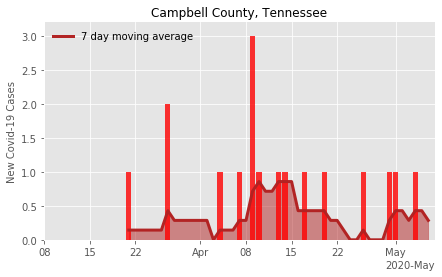 Campbell County, Tennessee
7 day moving average
New Covid-19 Cases
3.0
2.5
2.0
1.5
1.0
0.5
0.0
08 15 22 Apr 08 15 22 May
2020-May